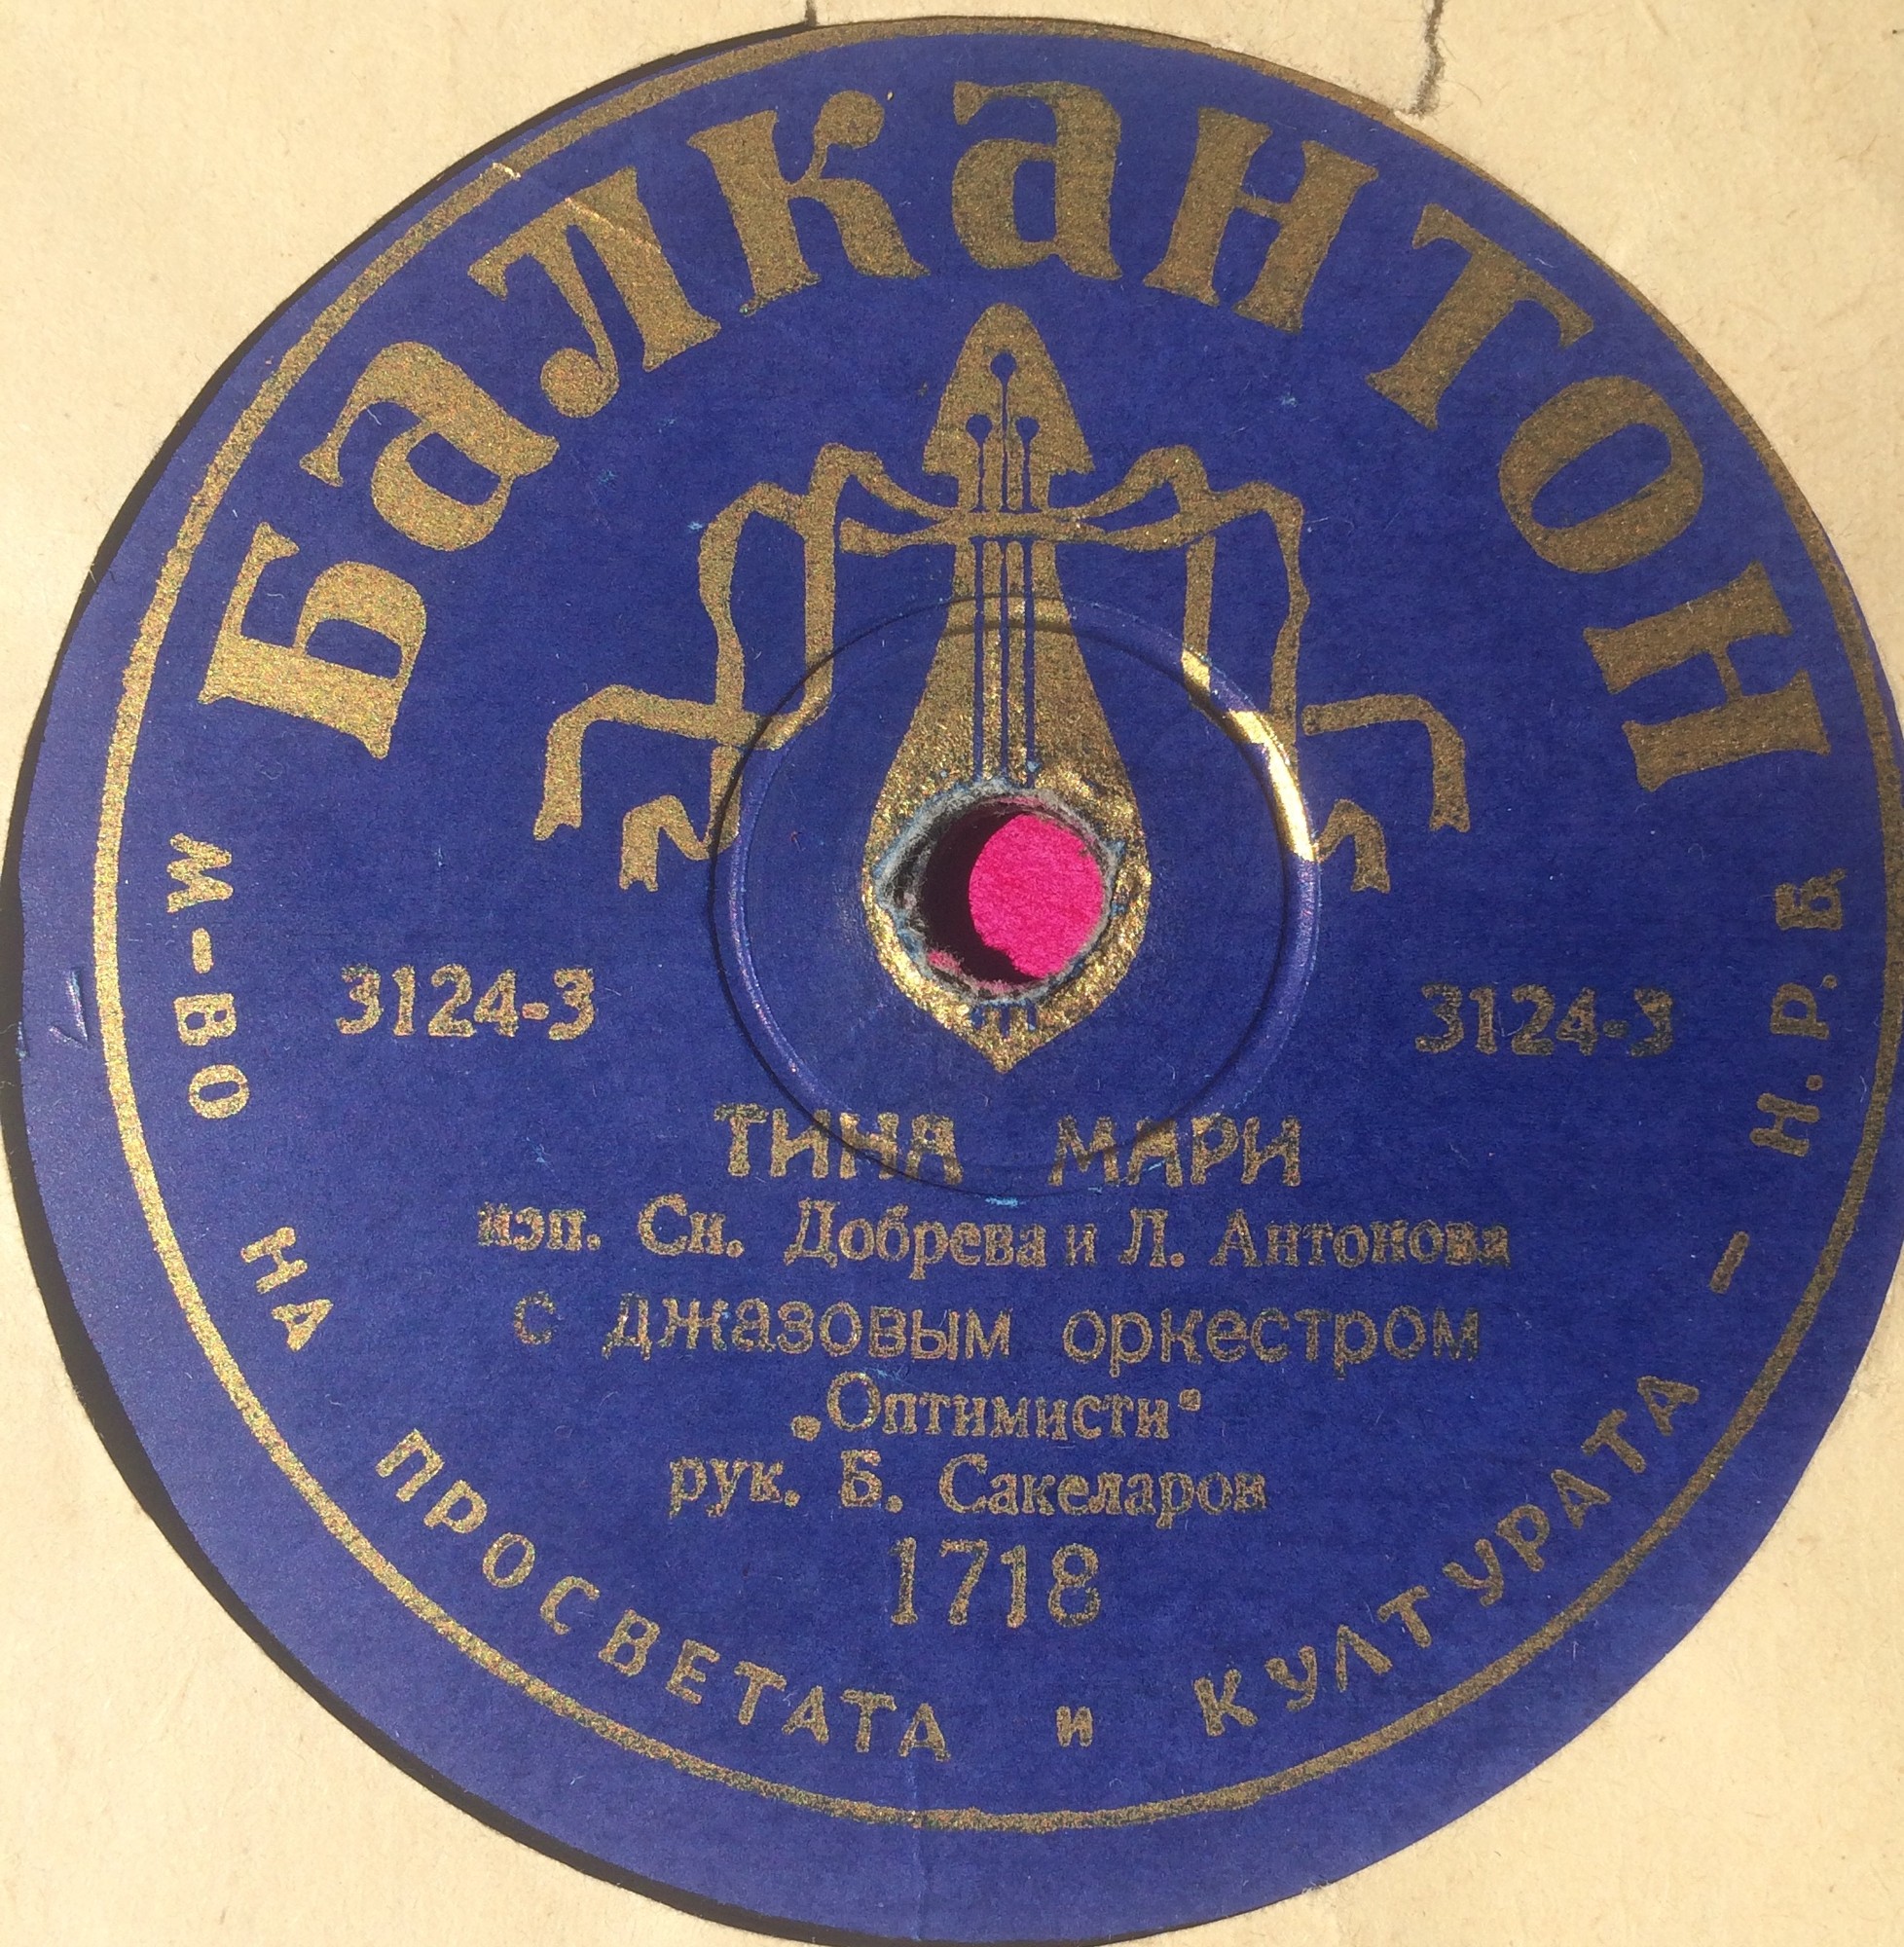 Балкантон
М-ВО НА ПРОСВЕТАТА и КУЛТУРАТА – Н.Р.Б.
3124-3
3124-3
ТИНА МАРИ
изп. Сн. Добрева и Л. Антонова
с джазовым оркестром
„Оптимисти"
рук. Б. Сакеларов
1718